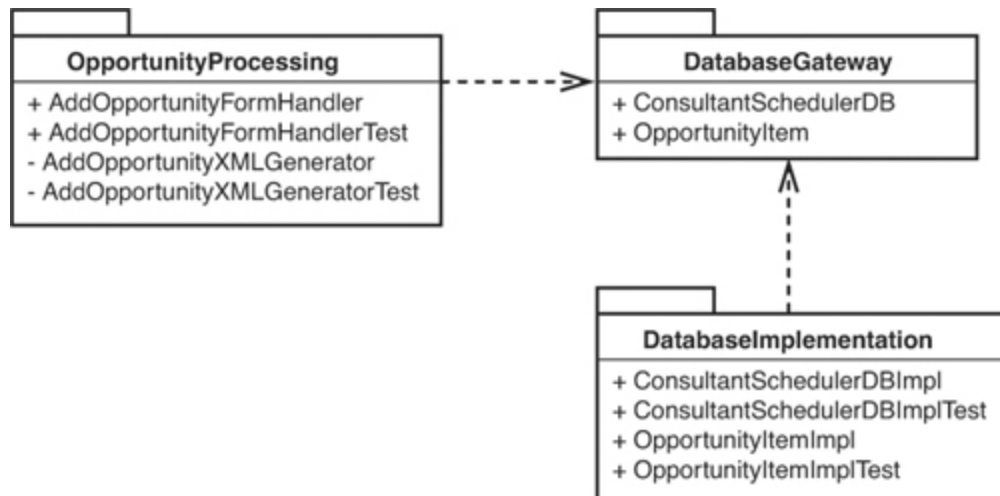 OpportunityProcessing
+ AddOpportunityFormHandler
+ AddOpportunityFormHandlerTest
- AddOpportunityXMLGenerator
- AddOpportunityXMLGeneratorTest
DatabaseGateway
+ ConsultantSchedulerDB
+ OpportunityItem
DatabaseImplementation
+ ConsultantSchedulerDBImpl
+ ConsultantSchedulerDBImplTest
+ OpportunityItemImpl
+ OpportunityItemImplTest